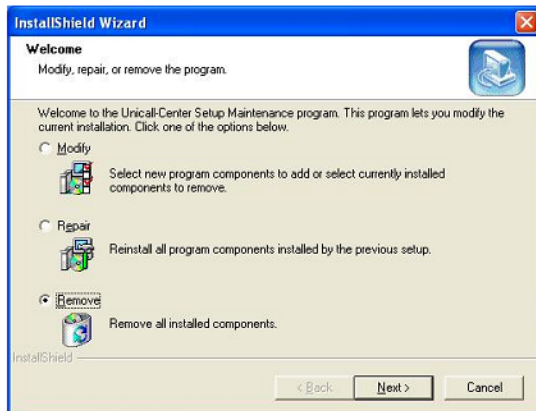 InstallShield Wizard
Welcome
Modify, repair, or remove the program.
Welcome to the Unicall-Center Setup Maintenance program. This program lets you modify the
current installation. Click one of the options below.
Modify
Select new program components to add or select currently installed
components to remove.
Repair
Reinstall all program components installed by the previous setup.
Remove
Remove all installed components.
InstallShield
< Back
Next >
Cancel